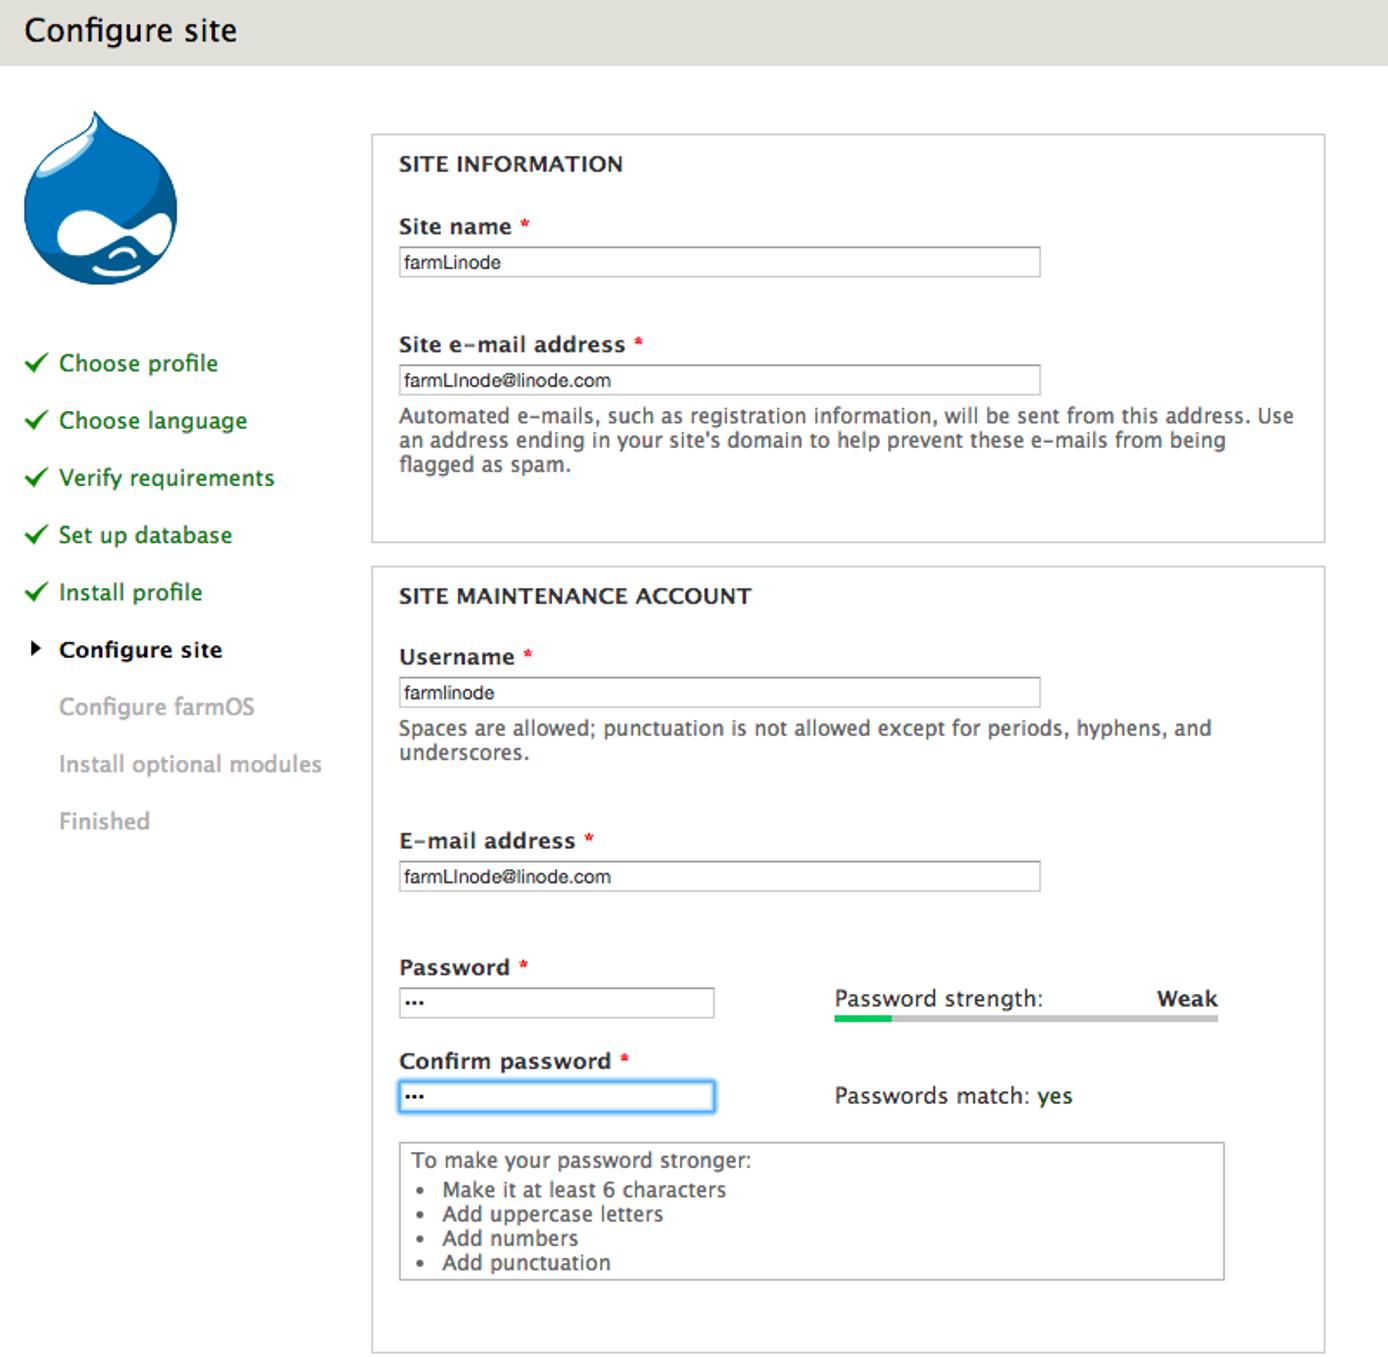 Configure site
Choose profile
Choose language
Verify requirements
Set up database
Install profile
Configure site
Configure farmOS
Install optional modules
Finished
SITE INFORMATION
Site name *
farmLinode
Site e-mail address *
farmLInode@linode.com
Automated e-mails, such as registration information, will be sent from this address. Use
an address ending in your site's domain to help prevent these e-mails from being
flagged as spam.
SITE MAINTENANCE ACCOUNT
Username *
farmlinode
Spaces are allowed; punctuation is not allowed except for periods, hyphens, and
underscores.
E-mail address *
farmLInode@linode.com
Password *
•••
Password strength: Weak
Confirm password *
•••
Passwords match: yes
To make your password stronger:
• Make it at least 6 characters
• Add uppercase letters
• Add numbers
• Add punctuation